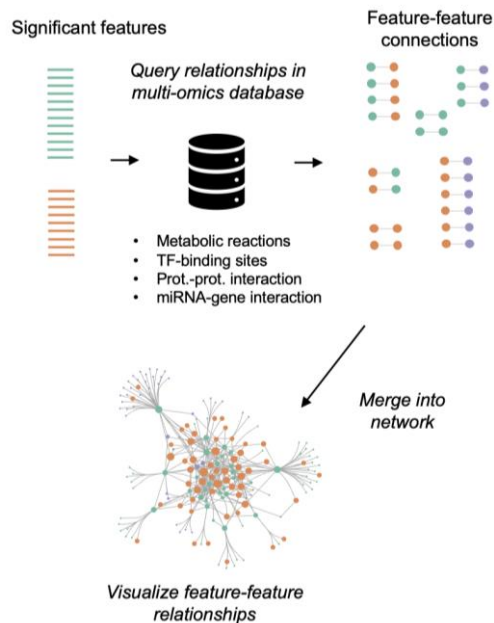 Significant features
Feature-feature
connections
Query relationships in
multi-omics database
• Metabolic reactions
• TF-binding sites
• Prot.-prot. interaction
• miRNA-gene interaction
Merge into
network
Visualize feature-feature
relationships